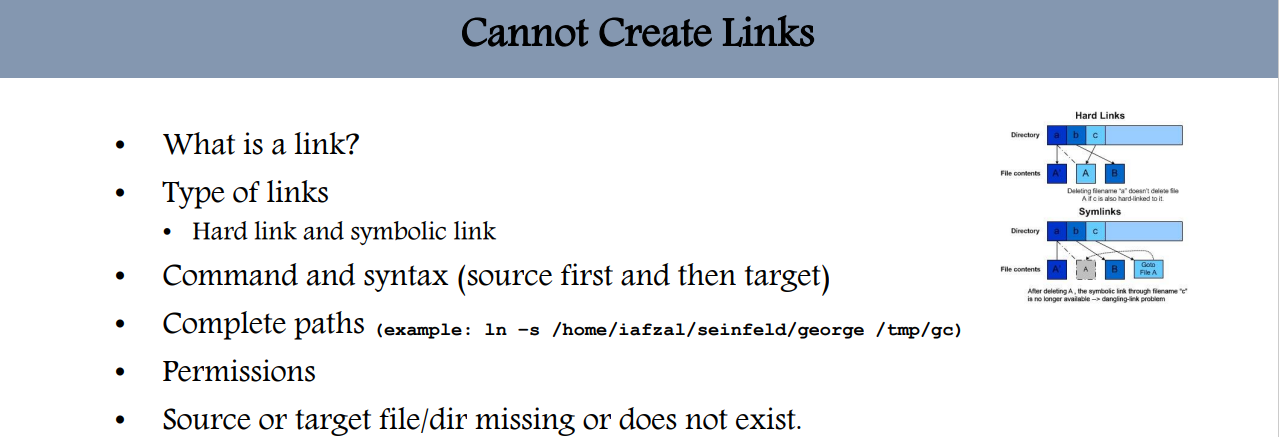 Cannot Create Links
• What is a link?
• Type of links
• Hard link and symbolic link
• Command and syntax (source first and then target)
• Complete paths (example: ln –s /home/iafzal/seinfeld/george /tmp/gc)
• Permissions
• Source or target file/dir missing or does not exist.
Hard Links
Directory a b c
File contents A' A B
Deleting filename "a" doesn't delete file
A if c is also hard-linked to it.
Symlinks
Directory a b c
File contents A' A B Goto
File A
After deleting A , the symbolic link through filename "c"
is no longer available --> dangling-link problem